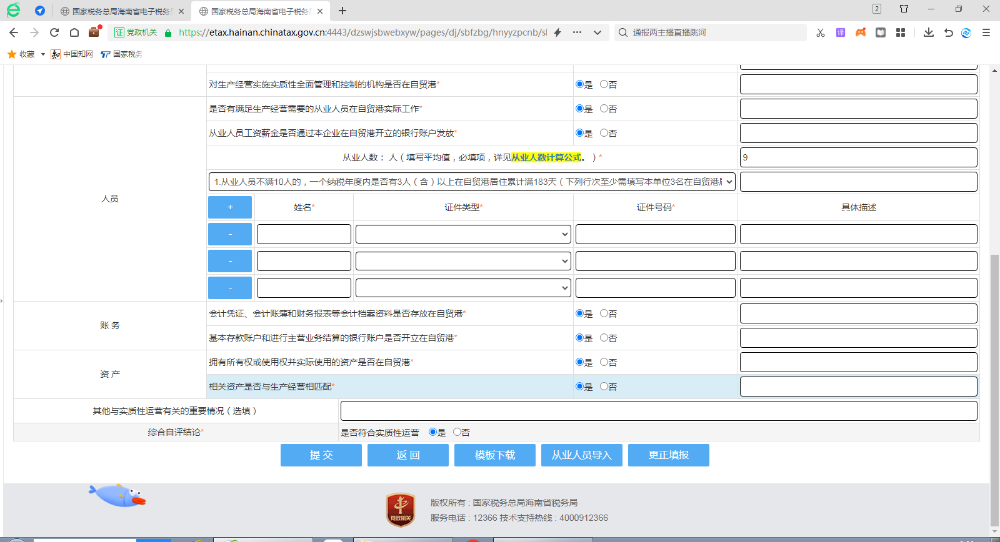 国家税务总局海南省电子税务局
国家税务总局海南省电子税务局
2
证 党政机关 https://etax.hainan.chinatax.gov.cn:4443/dzswjsbwebxyw/pages/dj/sbfzbg/hnyyzpcnb/sl
通报两主播直播跳河
译
收藏 中国知网 国家税务
对生产经营实施实质性全面管理和控制的机构是否在自贸港* 是 否
是否有满足生产经营需要的从业人员在自贸港实际工作* 是 否
从业人员工资薪金是否通过本企业在自贸港开立的银行账户发放* 是 否
从业人数： 人（填写平均值，必填项，详见从业人数计算公式。）* 9
1.从业人员不满10人的，一个纳税年度内是否有3人（含）以上在自贸港居住累计满183天（下列行次至少需填写本单位3名在自贸港居
人员
+ 姓名* 证件类型* 证件号码* 具体描述
-
-
-
会计凭证、会计账簿和财务报表等会计档案资料是否存放在自贸港* 是 否
账 务
基本存款账户和进行主营业务结算的银行账户是否开立在自贸港* 是 否
拥有所有权或使用权并实际使用的资产是否在自贸港* 是 否
资 产
相关资产是否与生产经营相匹配* 是 否
其他与实质性运营有关的重要情况（选填）
综合自评结论* 是否符合实质性运营 是 否
提 交 返 回 模板下载 从业人员导入 更正填报
党政机关
版权所有 : 国家税务总局海南省税务局
服务电话 : 12366 技术支持热线 : 4000912366